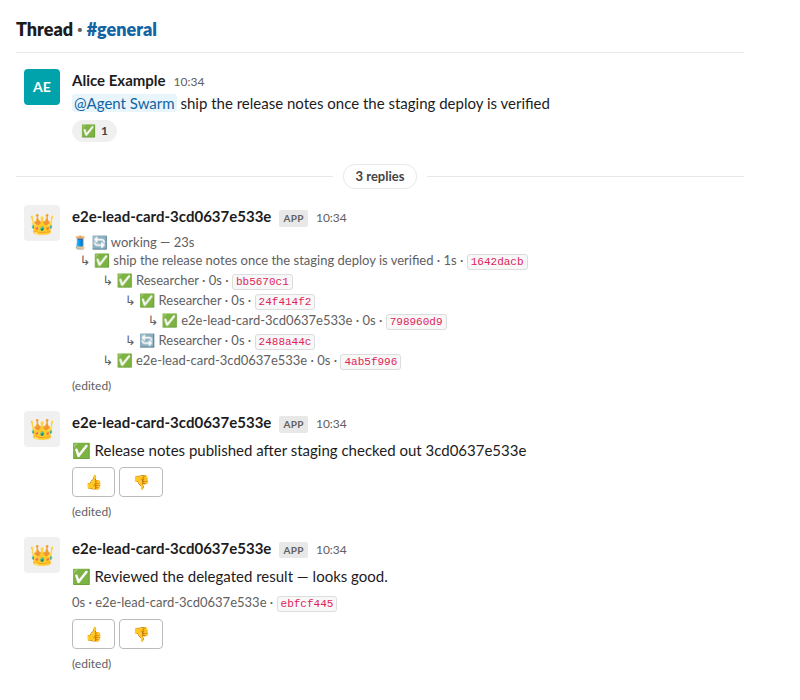 Thread • #general
AE
Alice Example 10:34
@Agent Swarm ship the release notes once the staging deploy is verified
✅ 1
3 replies
e2e-lead-card-3cd0637e533e APP 10:34
🧵 🔄 working — 23s
↳ ✅ ship the release notes once the staging deploy is verified · 1s · 1642dacb
↳ ✅ Researcher · 0s · bb5670c1
↳ ✅ Researcher · 0s · 24f414f2
↳ ✅ e2e-lead-card-3cd0637e533e · 0s · 798960d9
↳ 🔄 Researcher · 0s · 2488a44c
↳ ✅ e2e-lead-card-3cd0637e533e · 0s · 4ab5f996
(edited)
e2e-lead-card-3cd0637e533e APP 10:34
✅ Release notes published after staging checked out 3cd0637e533e
👍 👎
(edited)
e2e-lead-card-3cd0637e533e APP 10:34
✅ Reviewed the delegated result — looks good.
0s · e2e-lead-card-3cd0637e533e · ebfcf445
👍 👎
(edited)